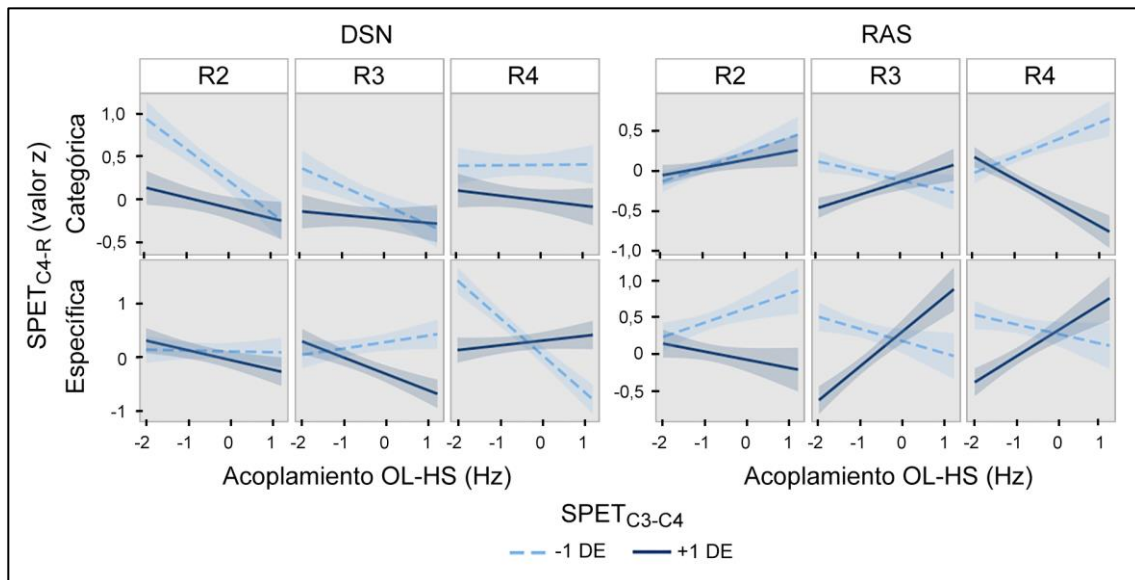 DSN RAS
R2 R3 R4 R2 R3 R4
SPET_C4-R (valor z)
Categórica
1,0
0,5
0
-0,5
0,5
0
-0,5
-1,0
Específica
1
0
-1
1,0
0,5
0
-0,5
-2 -1 0 1 -2 -1 0 1 -2 -1 0 1 -2 -1 0 1 -2 -1 0 1 -2 -1 0 1
Acoplamiento OL-HS (Hz) Acoplamiento OL-HS (Hz)
SPET_C3-C4
-1 DE +1 DE